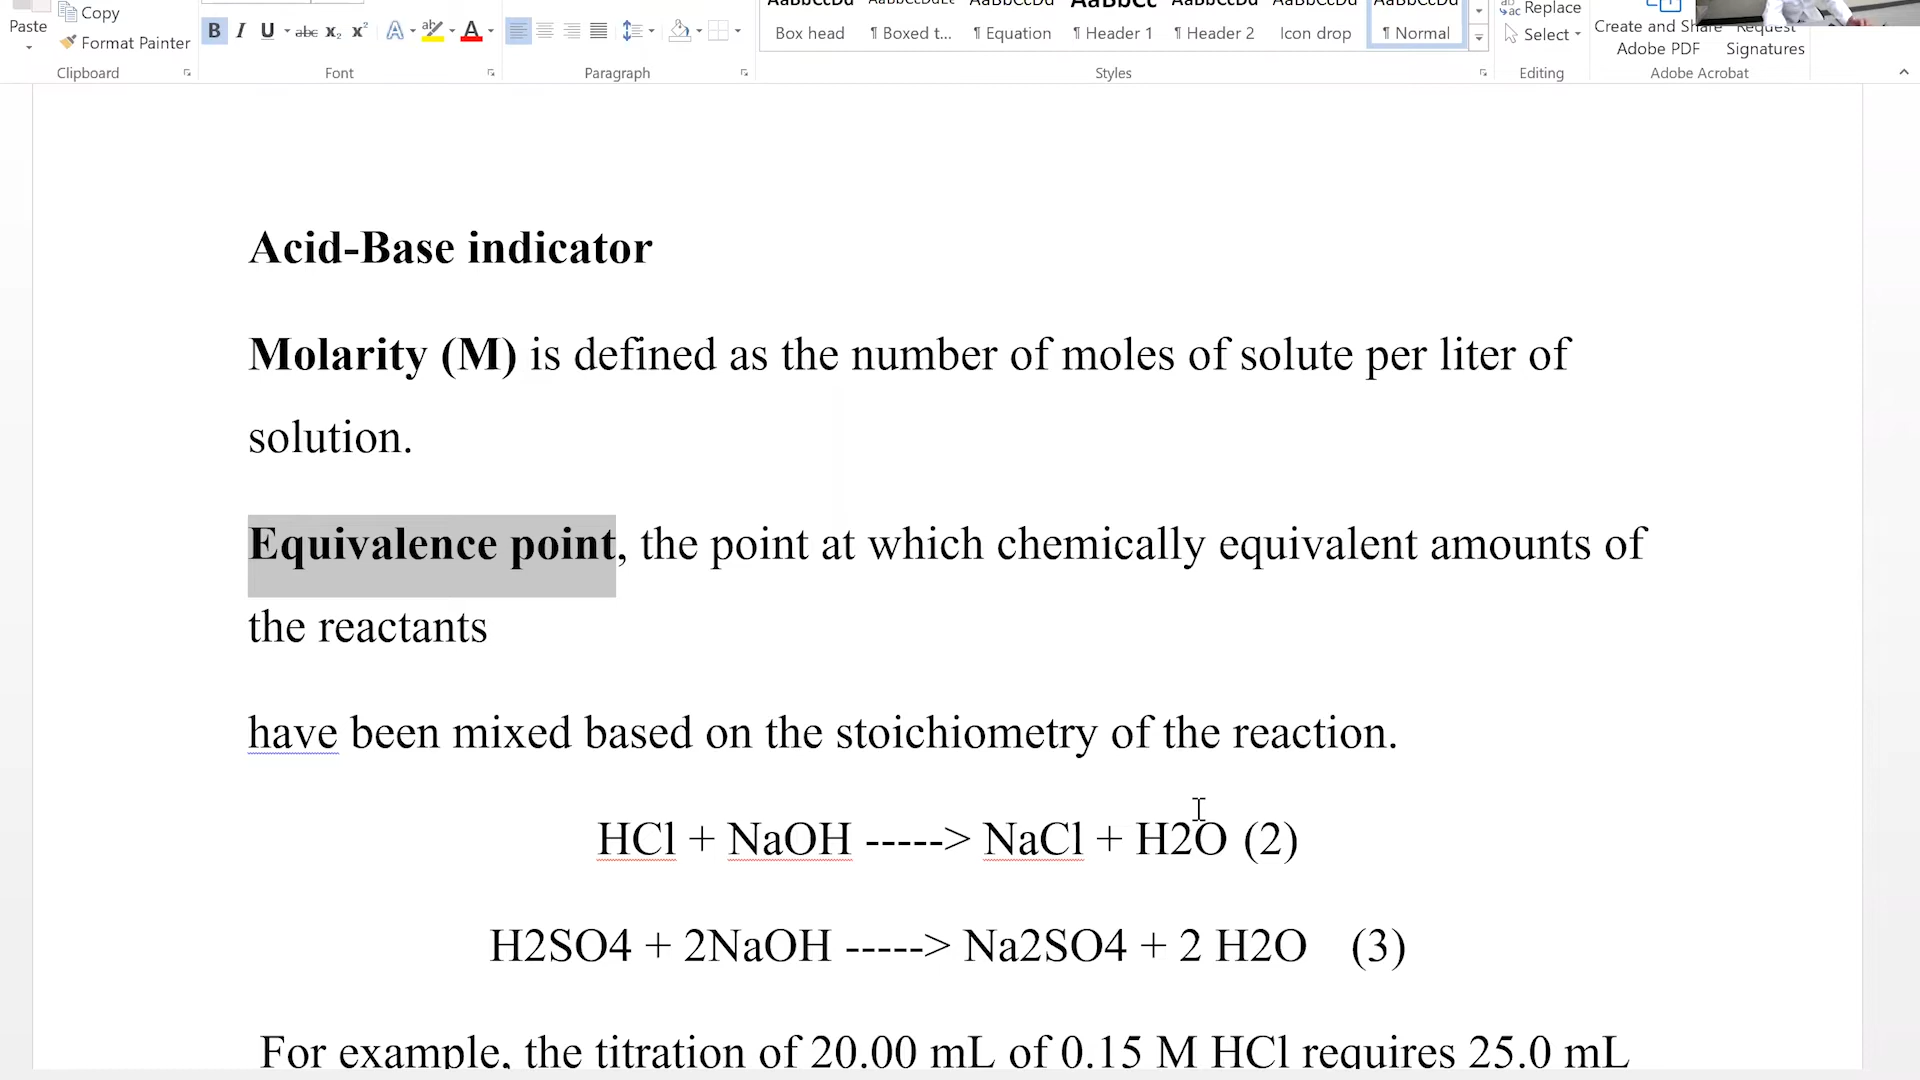 Copy
Replace
Paste
Format Painter
B I U abc x₂ x² A ab A
Box head ¶ Boxed t... ¶ Equation ¶ Header 1 ¶ Header 2 Icon drop ¶ Normal
Select
Create and Share
Adobe PDF
Request
Signatures
Clipboard Font Paragraph Styles Editing Adobe Acrobat
Acid-Base indicator
Molarity (M) is defined as the number of moles of solute per liter of
solution.
Equivalence point, the point at which chemically equivalent amounts of
the reactants
have been mixed based on the stoichiometry of the reaction.
HCl + NaOH -----> NaCl + H2O (2)
H2SO4 + 2NaOH -----> Na2SO4 + 2 H2O (3)
For example, the titration of 20.00 mL of 0.15 M HCl requires 25.0 mL